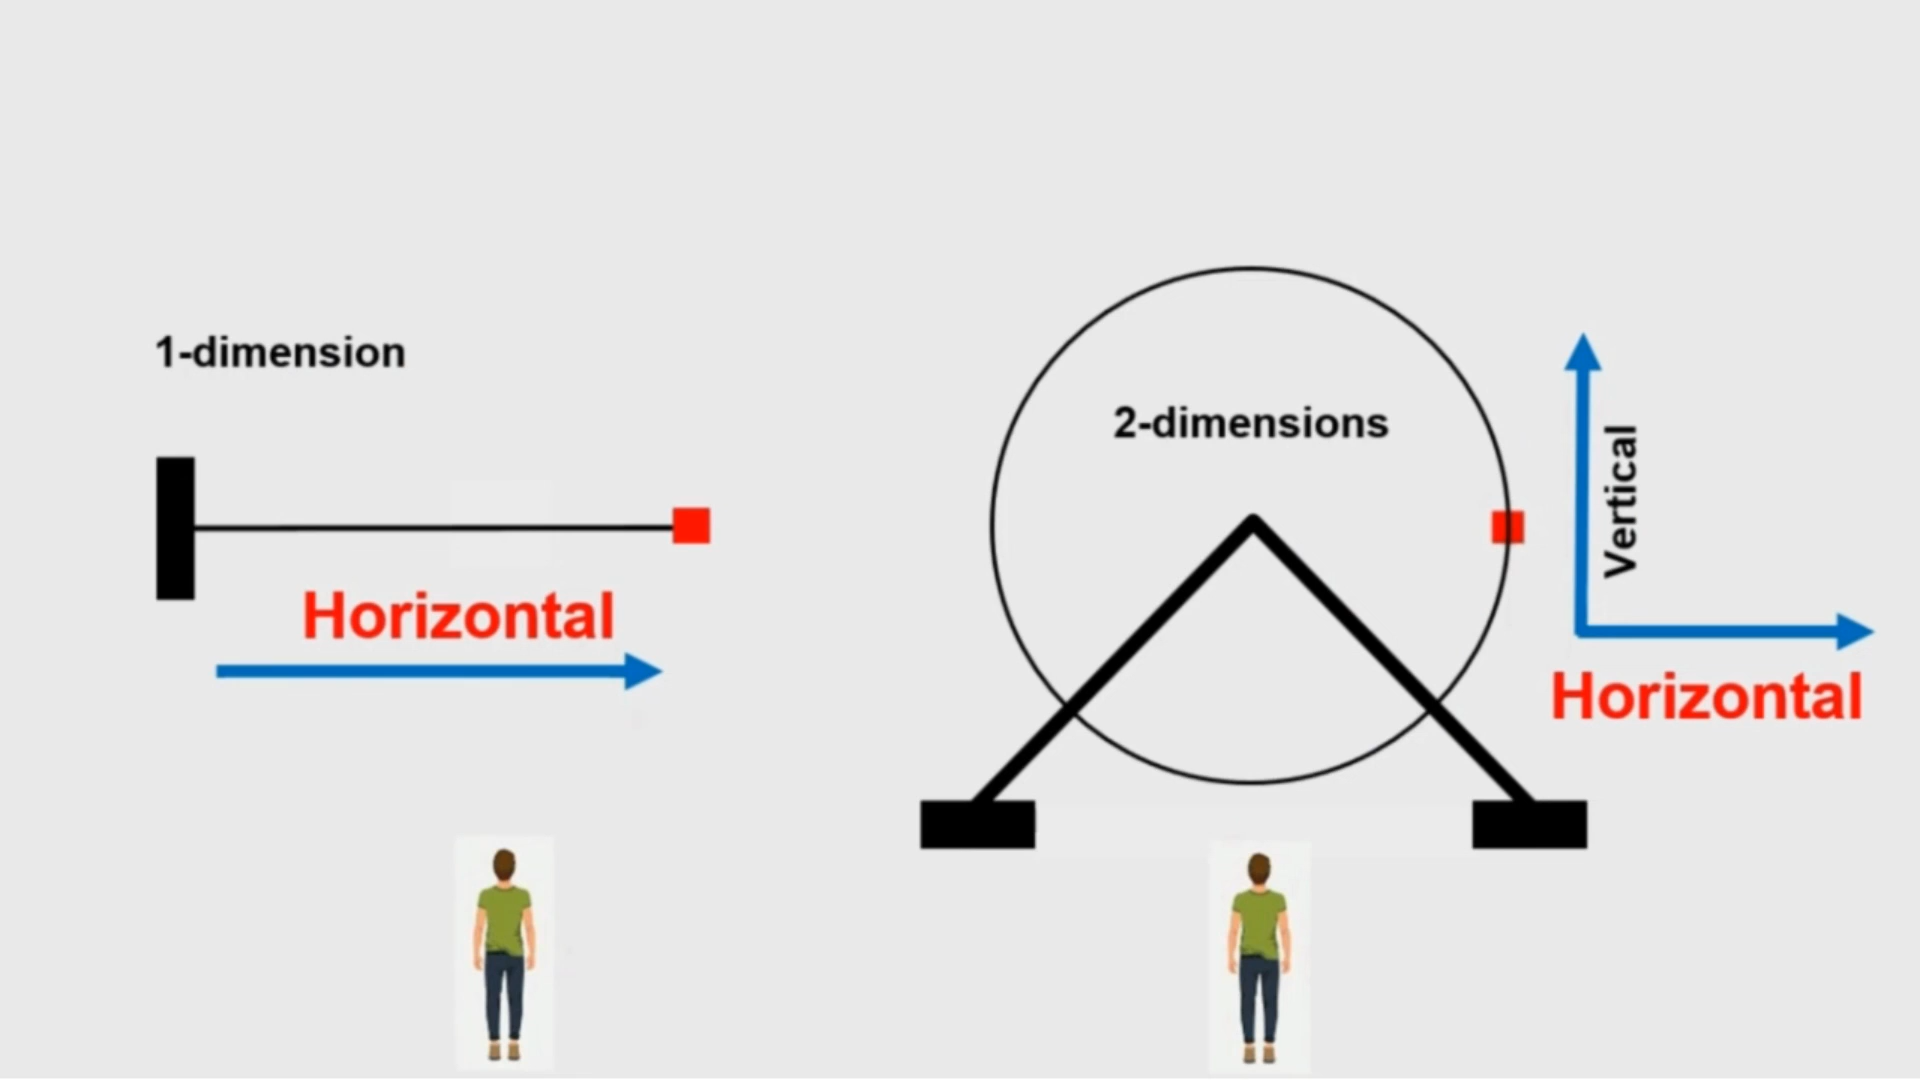 1-dimension
Horizontal
2-dimensions
Vertical
Horizontal